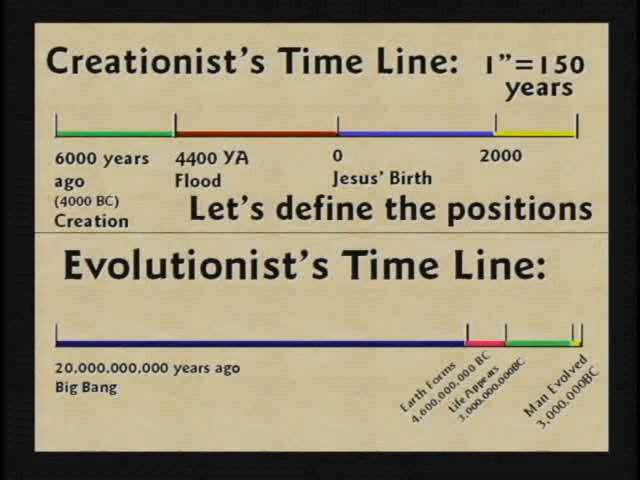 Creationist's Time Line: 1"=150
years
6000 years
ago
(4000 BC)
Creation
4400 YA
Flood
0
Jesus' Birth
2000
Let's define the positions
Evolutionist's Time Line:
20,000,000,000 years ago
Big Bang
Earth Forms
4,600,000,000 BC
Life Appears
3,000,000,000BC
Man Evolved
3,000,000BC